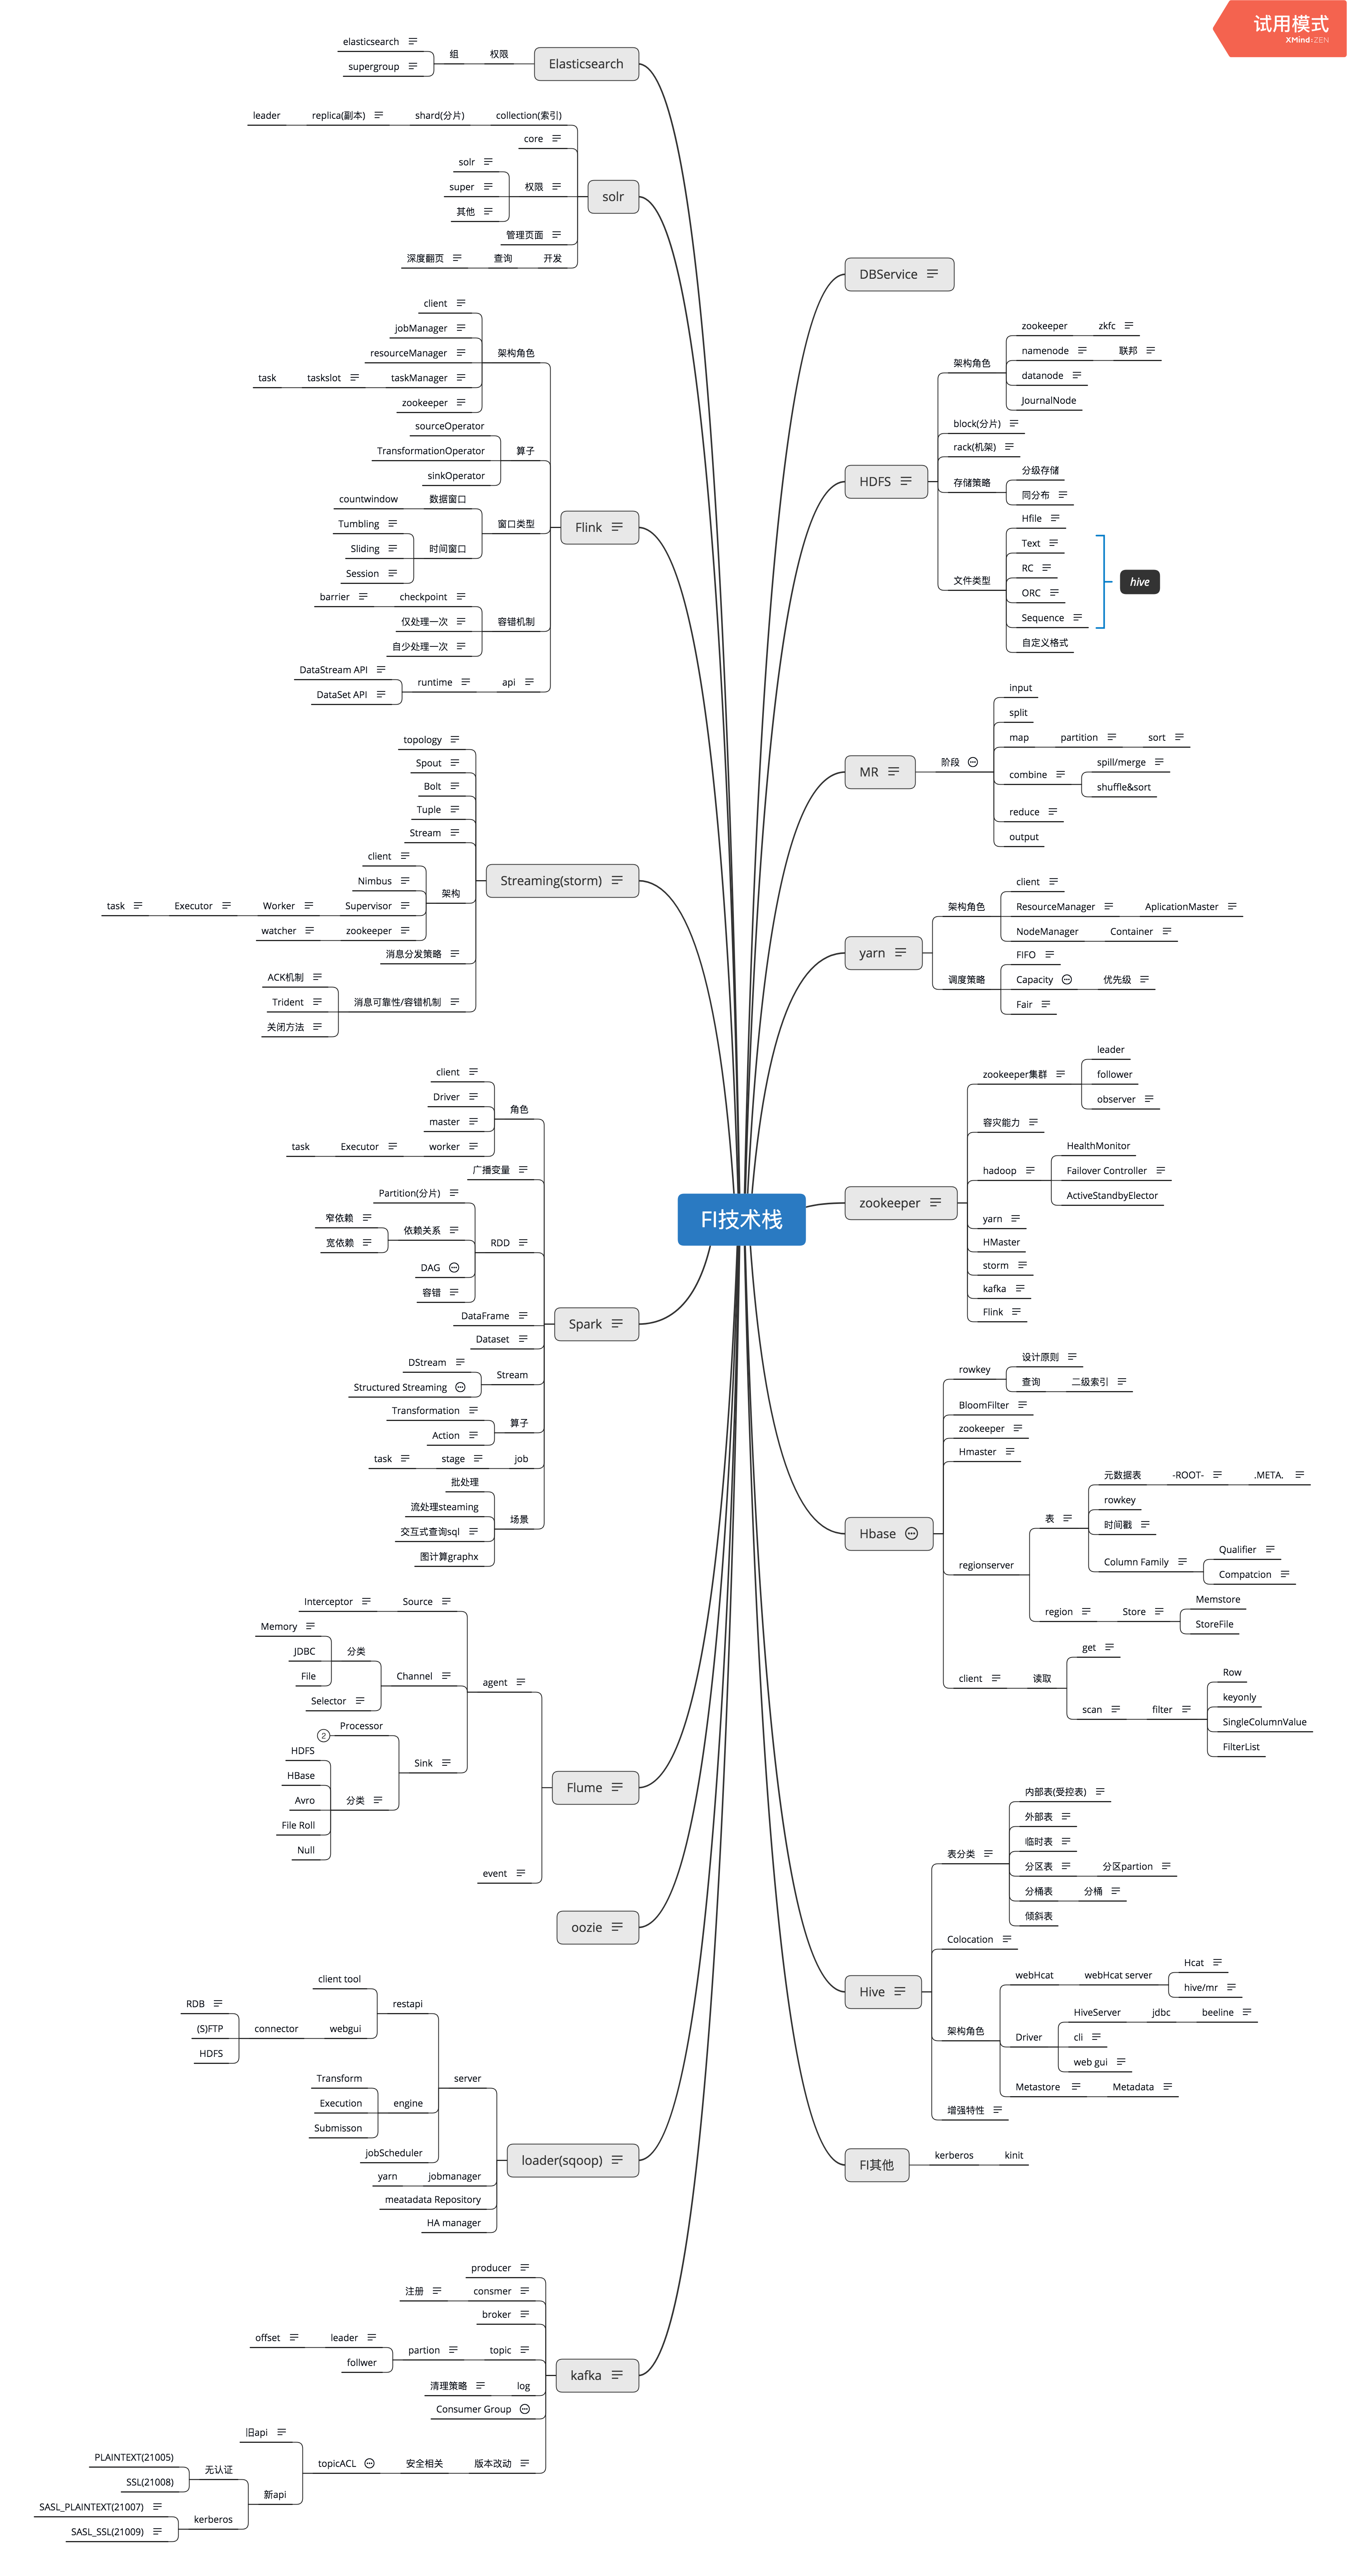 试用模式
XMind:ZEN
FI技术栈
Elasticsearch
权限
组
elasticsearch
supergroup
solr
collection(索引)
shard(分片)
replica(副本)
leader
core
权限
solr
super
其他
管理页面
开发
查询
深度翻页
Flink
架构角色
client
jobManager
resourceManager
taskManager
taskslot
task
zookeeper
算子
sourceOperator
TransformationOperator
sinkOperator
窗口类型
数据窗口
countwindow
时间窗口
Tumbling
Sliding
Session
容错机制
checkpoint
barrier
仅处理一次
自少处理一次
api
runtime
DataStream API
DataSet API
Streaming(storm)
topology
Spout
Bolt
Tuple
Stream
架构
client
Nimbus
Supervisor
Worker
Executor
task
zookeeper
watcher
消息分发策略
消息可靠性/容错机制
ACK机制
Trident
关闭方法
Spark
角色
client
Driver
master
worker
Executor
task
广播变量
RDD
Partition(分片)
依赖关系
窄依赖
宽依赖
DAG
容错
DataFrame
Dataset
Stream
DStream
Structured Streaming
算子
Transformation
Action
job
stage
task
场景
批处理
流处理steaming
交互式查询sql
图计算graphx
Flume
agent
Source
Interceptor
Channel
分类
Memory
JDBC
File
Selector
Sink
Processor
2
分类
HDFS
HBase
Avro
File Roll
Null
event
oozie
loader(sqoop)
server
restapi
client tool
webgui
connector
RDB
(S)FTP
HDFS
engine
Transform
Execution
Submisson
jobScheduler
jobmanager
yarn
meatadata Repository
HA manager
kafka
producer
consmer
注册
broker
topic
partion
leader
offset
follwer
log
清理策略
Consumer Group
版本改动
安全相关
topicACL
旧api
新api
无认证
PLAINTEXT(21005)
SSL(21008)
kerberos
SASL_PLAINTEXT(21007)
SASL_SSL(21009)
DBService
HDFS
架构角色
zookeeper
zkfc
namenode
联邦
datanode
JournalNode
block(分片)
rack(机架)
存储策略
分级存储
同分布
文件类型
Hfile
Text
RC
ORC
Sequence
自定义格式
hive
MR
阶段
input
split
map
partition
sort
combine
spill/merge
shuffle&sort
reduce
output
yarn
架构角色
client
ResourceManager
AplicationMaster
NodeManager
Container
调度策略
FIFO
Capacity
优先级
Fair
zookeeper
zookeeper集群
leader
follower
observer
容灾能力
hadoop
HealthMonitor
Failover Controller
ActiveStandbyElector
yarn
HMaster
storm
kafka
Flink
Hbase
rowkey
设计原则
查询
二级索引
BloomFilter
zookeeper
Hmaster
regionserver
表
元数据表
-ROOT-
.META.
rowkey
时间戳
Column Family
Qualifier
Compatcion
region
Store
Memstore
StoreFile
client
读取
get
scan
filter
Row
keyonly
SingleColumnValue
FilterList
Hive
表分类
内部表(受控表)
外部表
临时表
分区表
分区partion
分桶表
分桶
倾斜表
Colocation
架构角色
webHcat
webHcat server
Hcat
hive/mr
Driver
HiveServer
jdbc
beeline
cli
web gui
Metastore
Metadata
增强特性
FI其他
kerberos
kinit